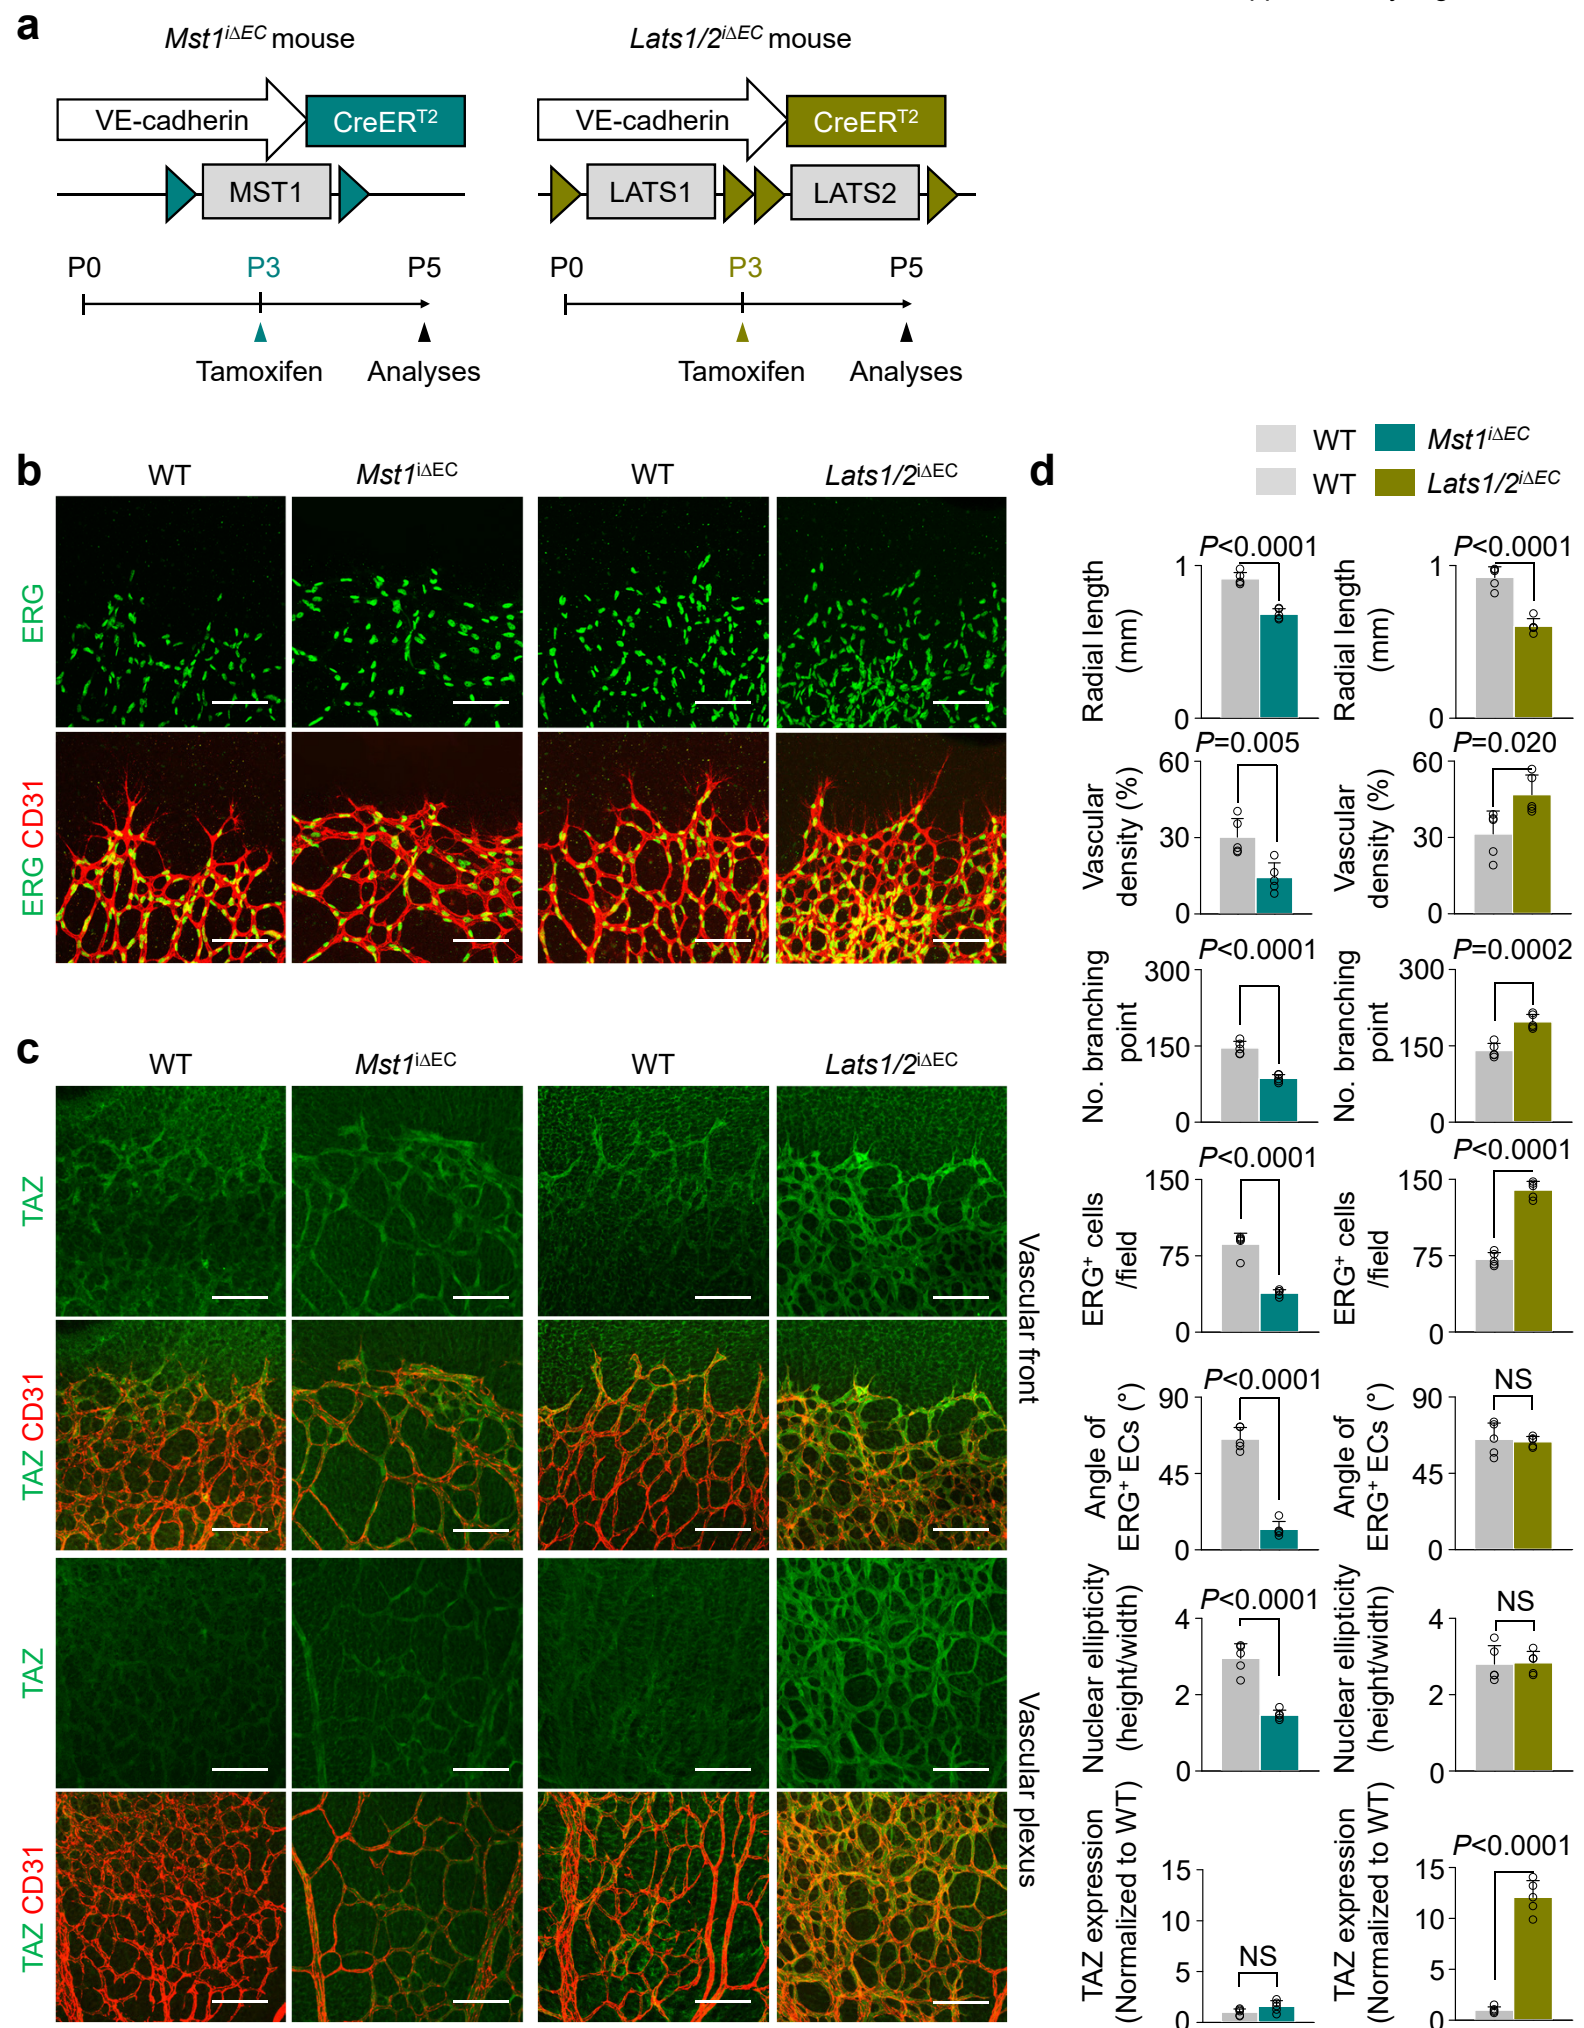 a
Mst1iΔEC mouse
Lats1/2iΔEC mouse
VE-cadherin
CreERT2
VE-cadherin
CreERT2
MST1
LATS1
LATS2
P0 P3 P5
P0 P3 P5
Tamoxifen Analyses
Tamoxifen Analyses
b
WT
Mst1iΔEC
WT
Lats1/2iΔEC
ERG
ERG CD31
c
WT
Mst1iΔEC
WT
Lats1/2iΔEC
TAZ
TAZ CD31
TAZ
TAZ CD31
Vascular front
Vascular plexus
d
WT Mst1iΔEC
WT Lats1/2iΔEC
P<0.0001
Radial length
(mm)
1
0
P<0.0001
Radial length
(mm)
1
0
P=0.005
Vascular
density (%)
60
30
0
P=0.020
Vascular
density (%)
60
30
0
P<0.0001
No. branching
point
300
150
0
P=0.0002
No. branching
point
300
150
0
P<0.0001
ERG+ cells
/field
150
75
0
P<0.0001
ERG+ cells
/field
150
75
0
P<0.0001
Angle of
ERG+ ECs (°)
90
45
0
NS
Angle of
ERG+ ECs (°)
90
45
0
P<0.0001
Nuclear ellipticity
(height/width)
4
2
0
NS
Nuclear ellipticity
(height/width)
4
2
0
NS
TAZ expression
(Normalized to WT)
15
10
5
0
P<0.0001
TAZ expression
(Normalized to WT)
15
10
5
0